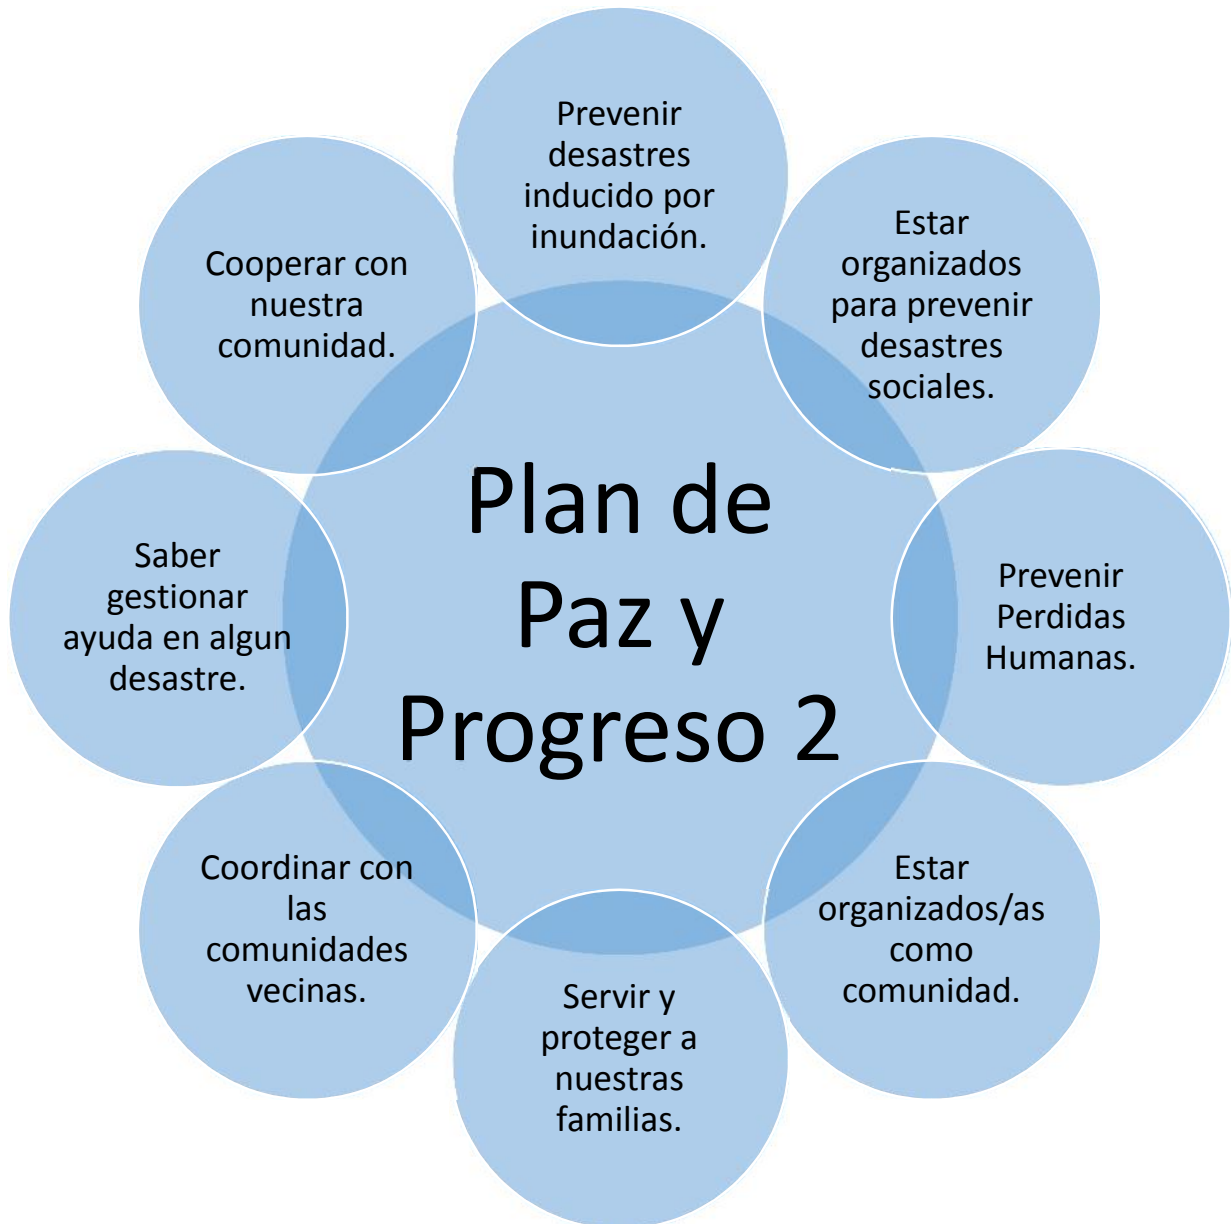 Prevenir
desastres
inducido por
inundación.
Estar
organizados
para prevenir
desastres
sociales.
Prevenir
Perdidas
Humanas.
Estar
organizados/as
como
comunidad.
Servir y
proteger a
nuestras
familias.
Coordinar con
las
comunidades
vecinas.
Saber
gestionar
ayuda en algun
desastre.
Cooperar con
nuestra
comunidad.
Plan de
Paz y
Progreso 2